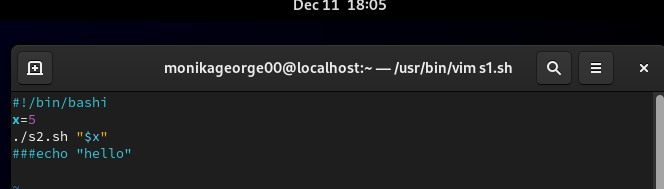 Dec 11 18:05
monikageorge00@localhost:~ — /usr/bin/vim s1.sh
#!/bin/bashi
x=5
./s2.sh "$x"
###echo "hello"
~